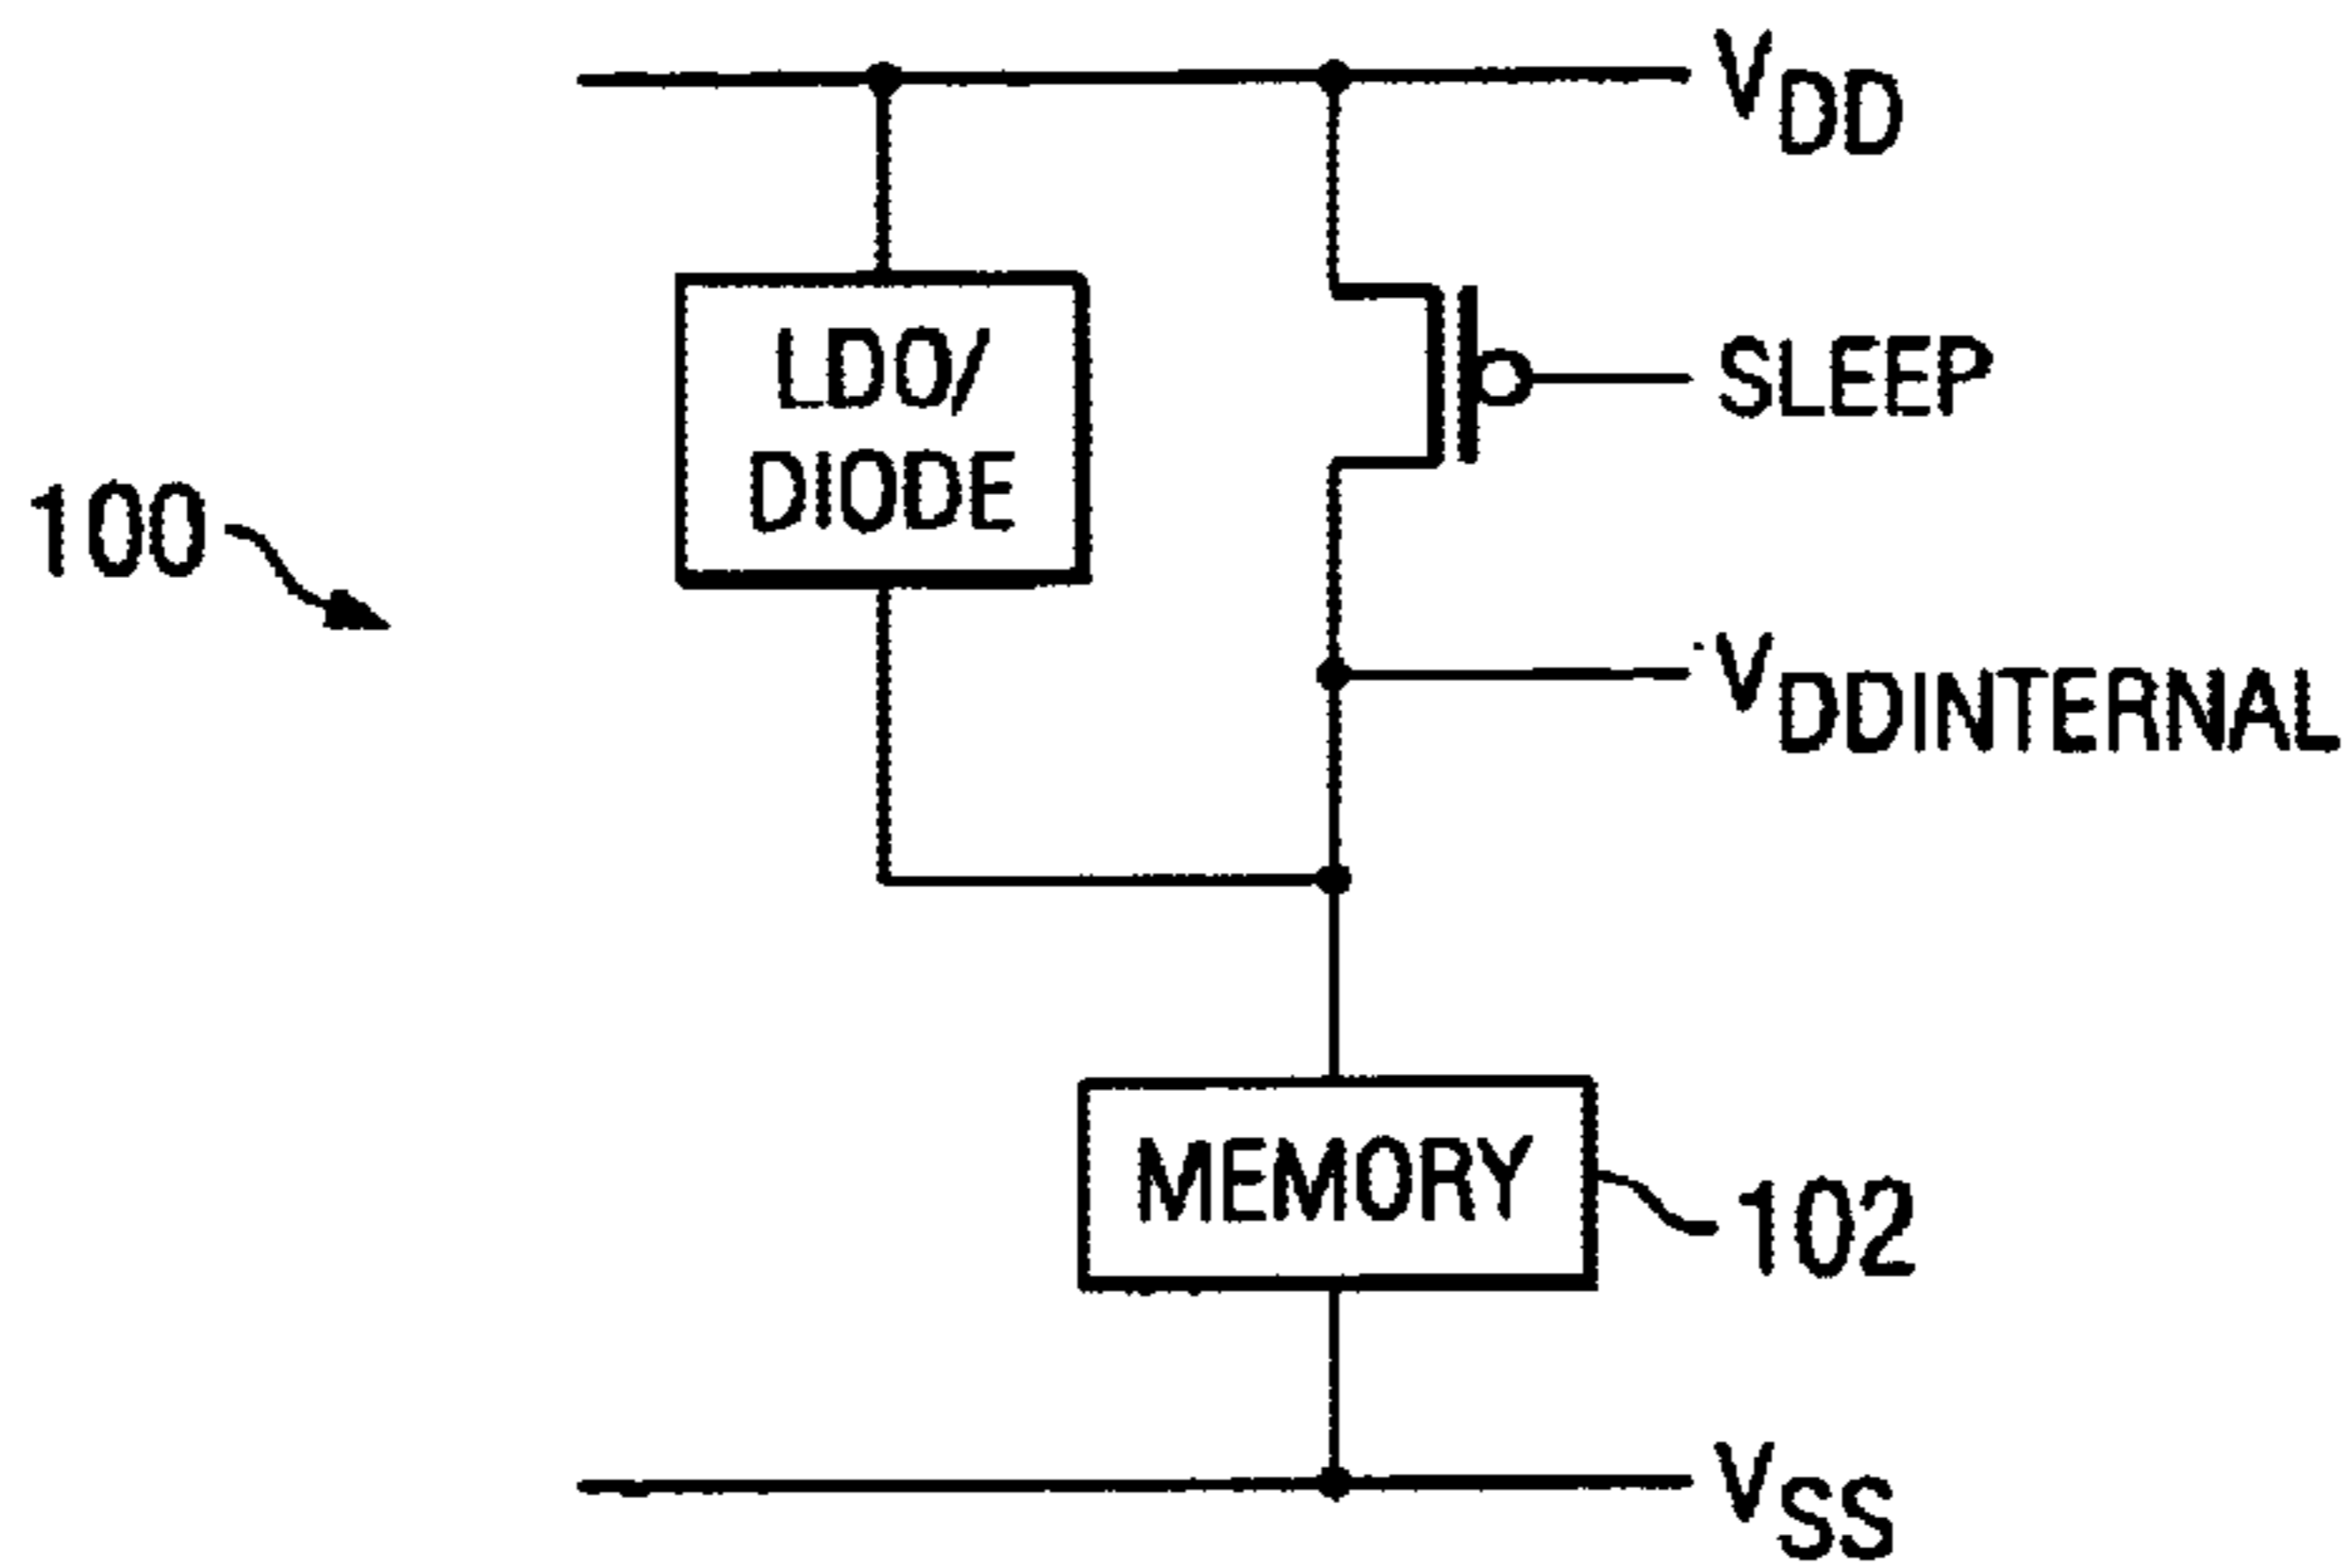 VDD
LDO/
DIODE
SLEEP
100
VDDINTERNAL
MEMORY
102
VSS